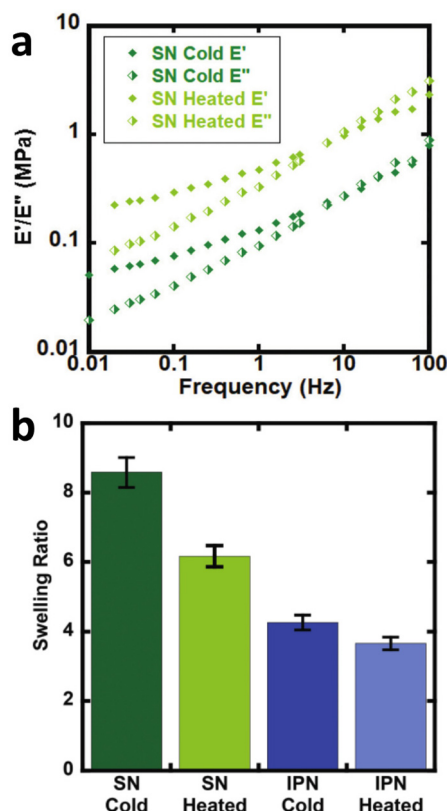 a
10
SN Cold E'
SN Cold E"
SN Heated E'
SN Heated E"
1
E'/E" (MPa)
0.1
0.01
0.01 0.1 1 10 100
Frequency (Hz)
b
10
8
6
Swelling Ratio
4
2
0
SN SN IPN IPN
Cold Heated Cold Heated